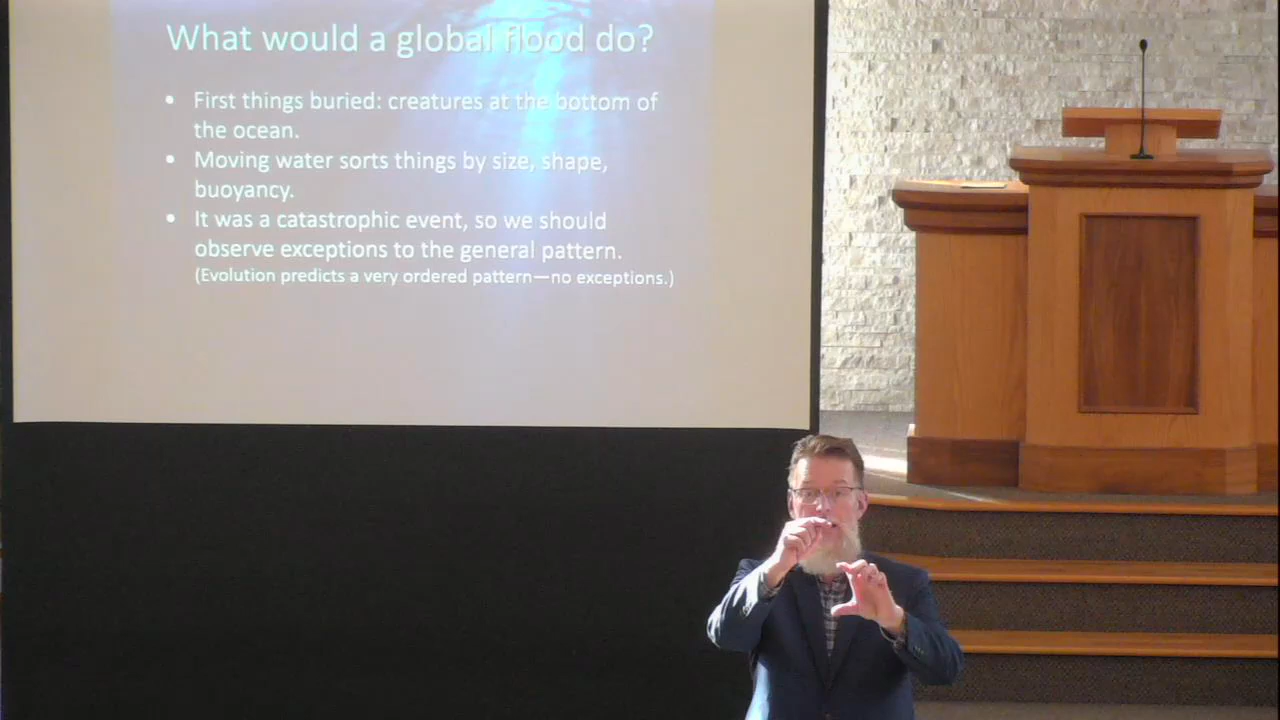 What would a global flood do?
• First things buried: creatures at the bottom of
the ocean.
• Moving water sorts things by size, shape,
buoyancy.
• It was a catastrophic event, so we should
observe exceptions to the general pattern.
(Evolution predicts a very ordered pattern—no exceptions.)